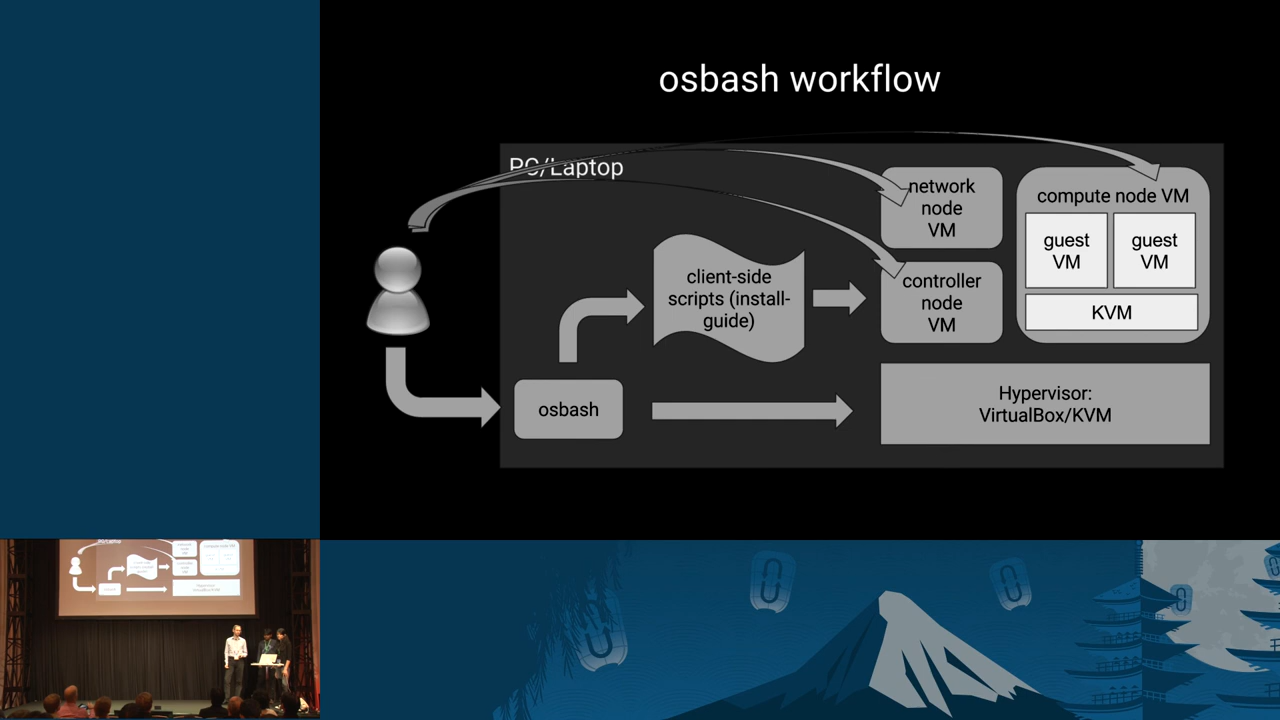 osbash workflow
PC/Laptop
network
node
VM
compute node VM
guest
VM
guest
VM
KVM
client-side
scripts (install-
guide)
controller
node
VM
osbash
Hypervisor:
VirtualBox/KVM